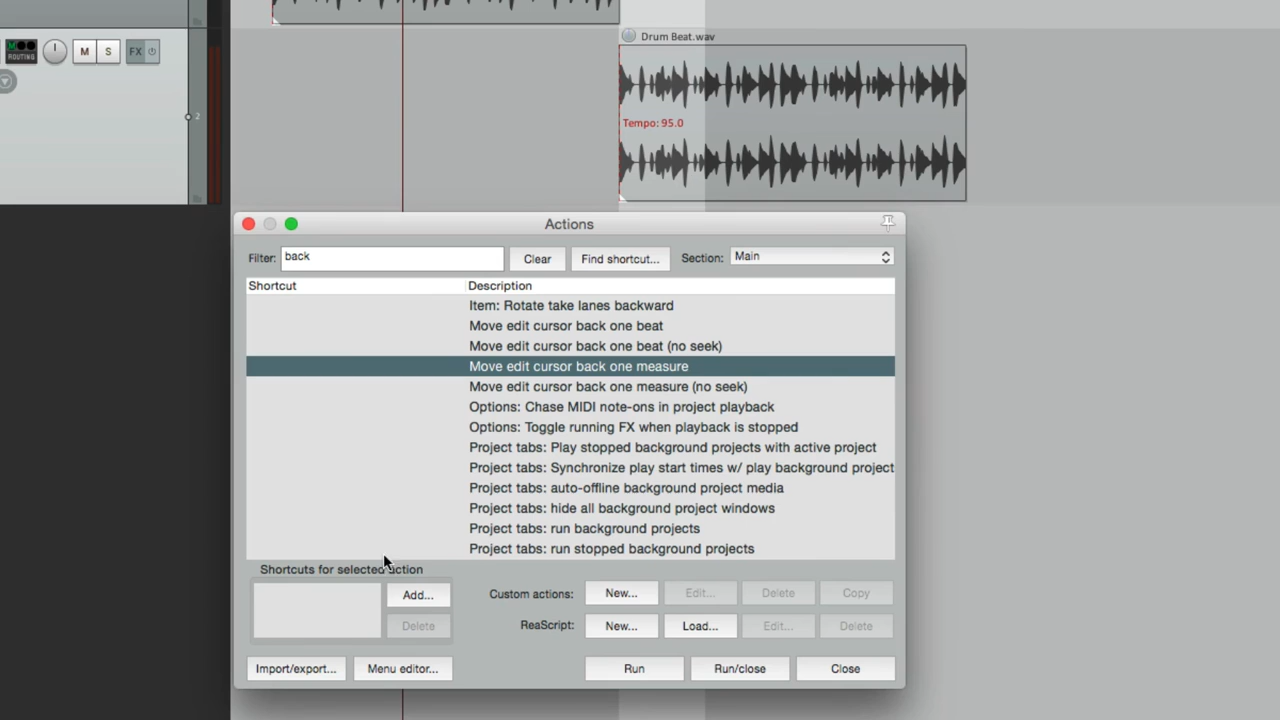 ROUTING
M S FX
2
Drum Beat.wav
Tempo: 95.0
Actions
Filter: back Clear Find shortcut... Section: Main
Shortcut Description
Item: Rotate take lanes backward
Move edit cursor back one beat
Move edit cursor back one beat (no seek)
Move edit cursor back one measure
Move edit cursor back one measure (no seek)
Options: Chase MIDI note-ons in project playback
Options: Toggle running FX when playback is stopped
Project tabs: Play stopped background projects with active project
Project tabs: Synchronize play start times w/ play background project
Project tabs: auto-offline background project media
Project tabs: hide all background project windows
Project tabs: run background projects
Project tabs: run stopped background projects
Shortcuts for selected action
Add... Custom actions: New... Edit... Delete Copy
Delete ReaScript: New... Load... Edit... Delete
Import/export... Menu editor... Run Run/close Close